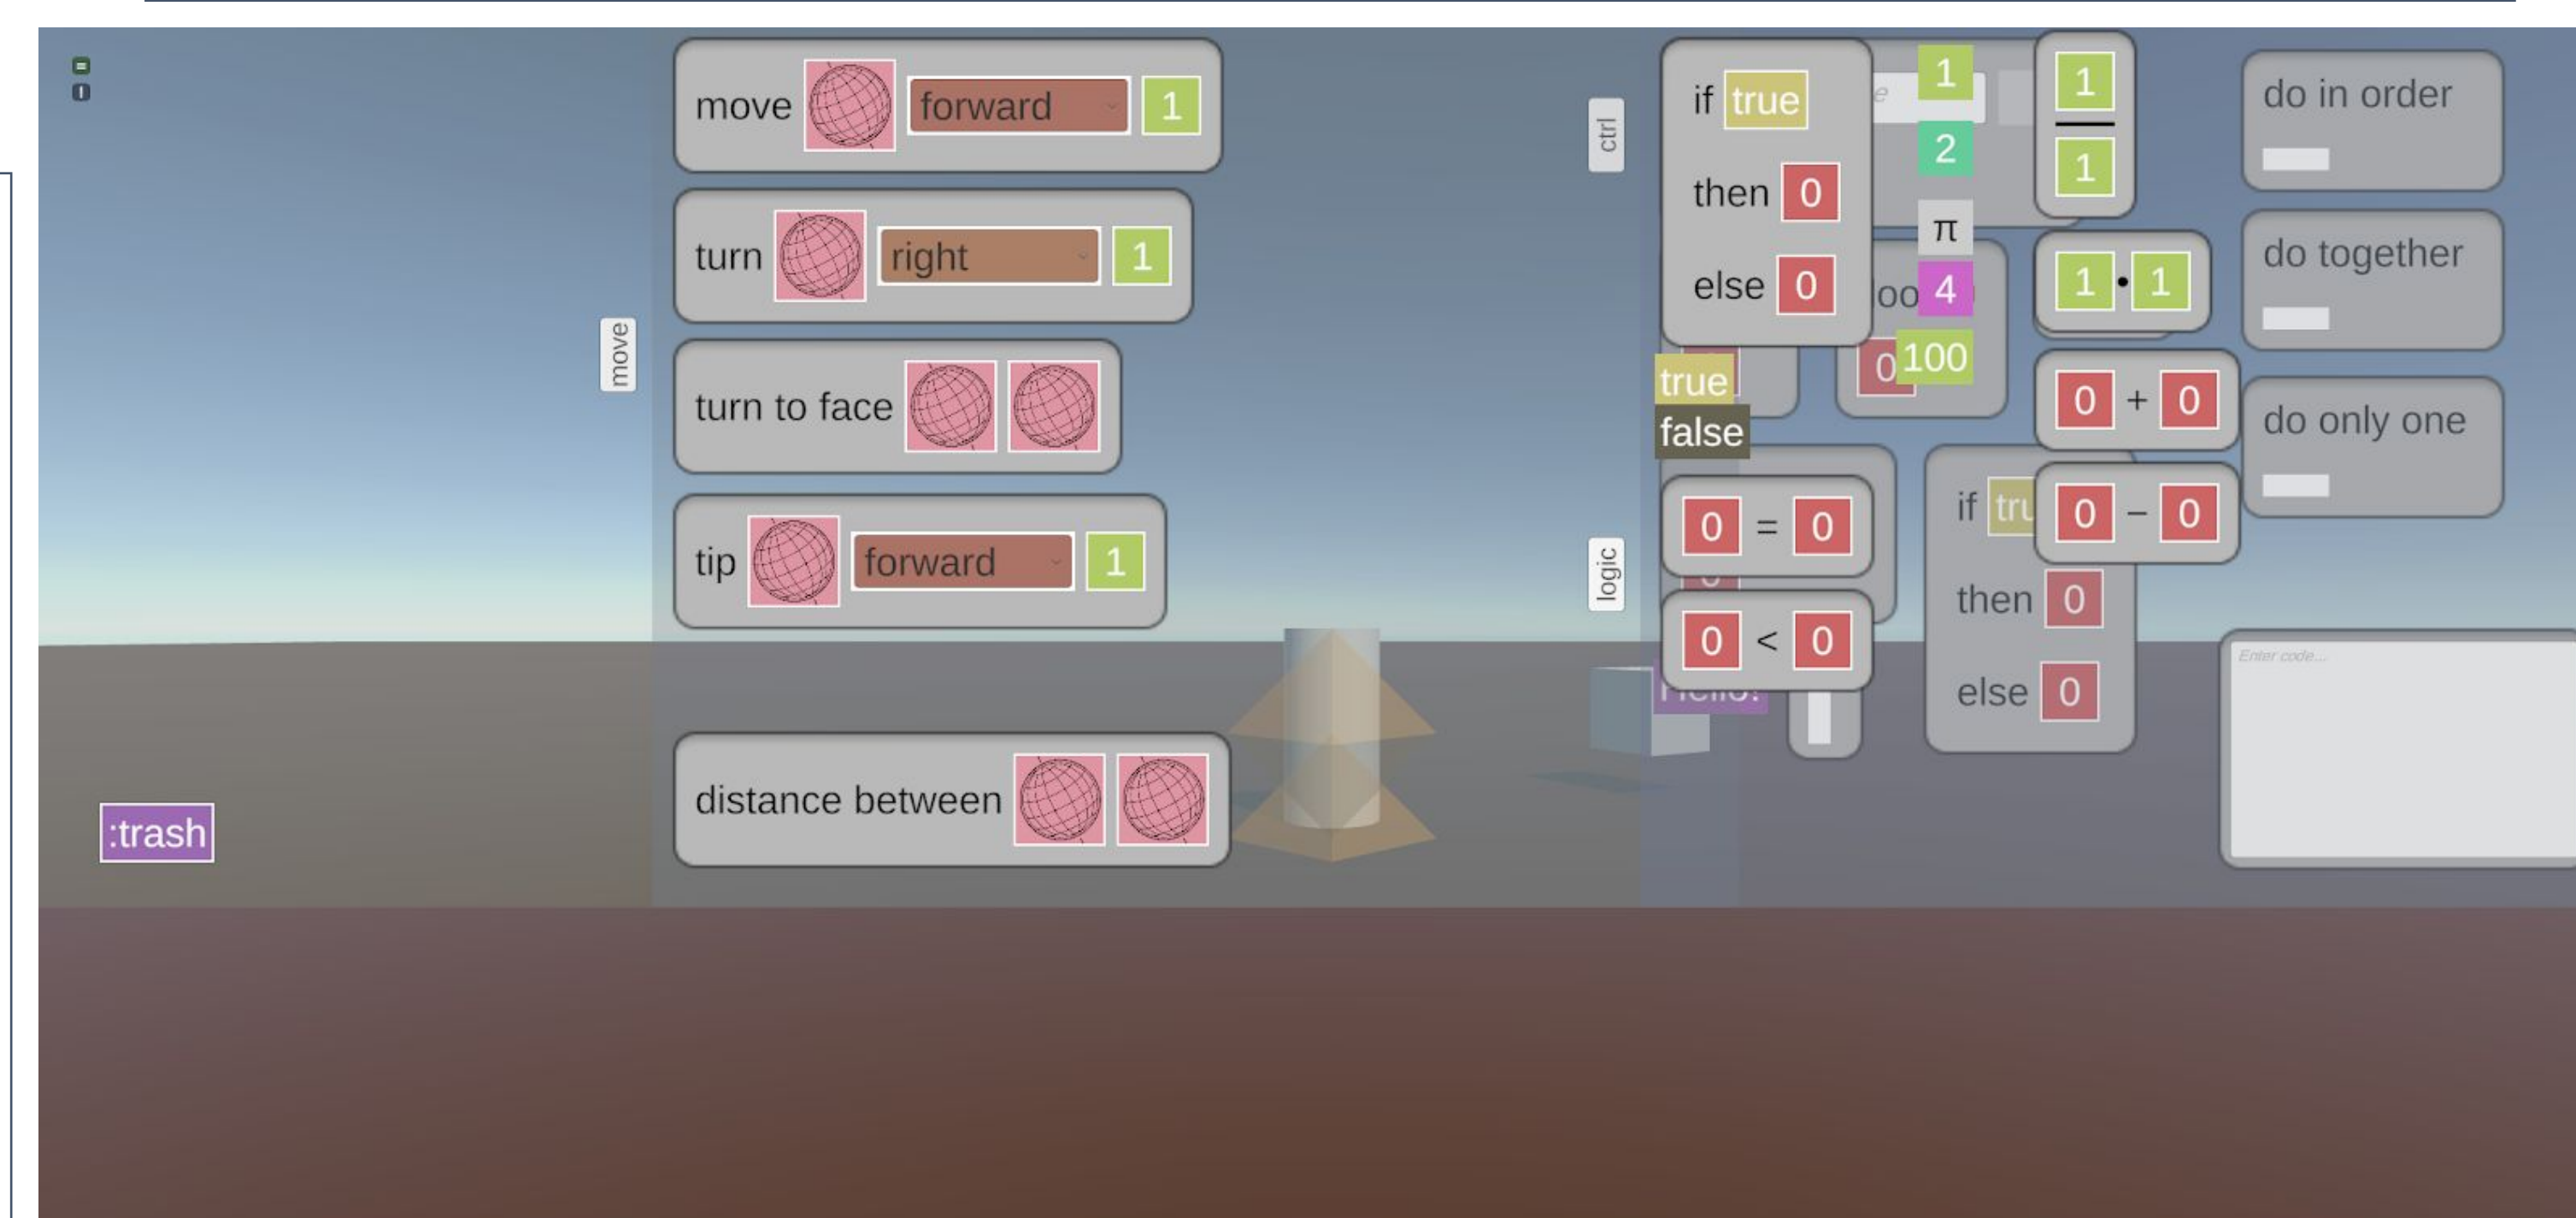 move forward 1
turn right 1
turn to face
tip forward 1
distance between
:trash
move
ctrl
logic
if true
then 0
else 0
true
false
0 = 0
0 < 0
1
2
π
4
100
0
1
1
1 • 1
0 + 0
0 − 0
if
then 0
else 0
do in order
do together
do only one
Enter code...